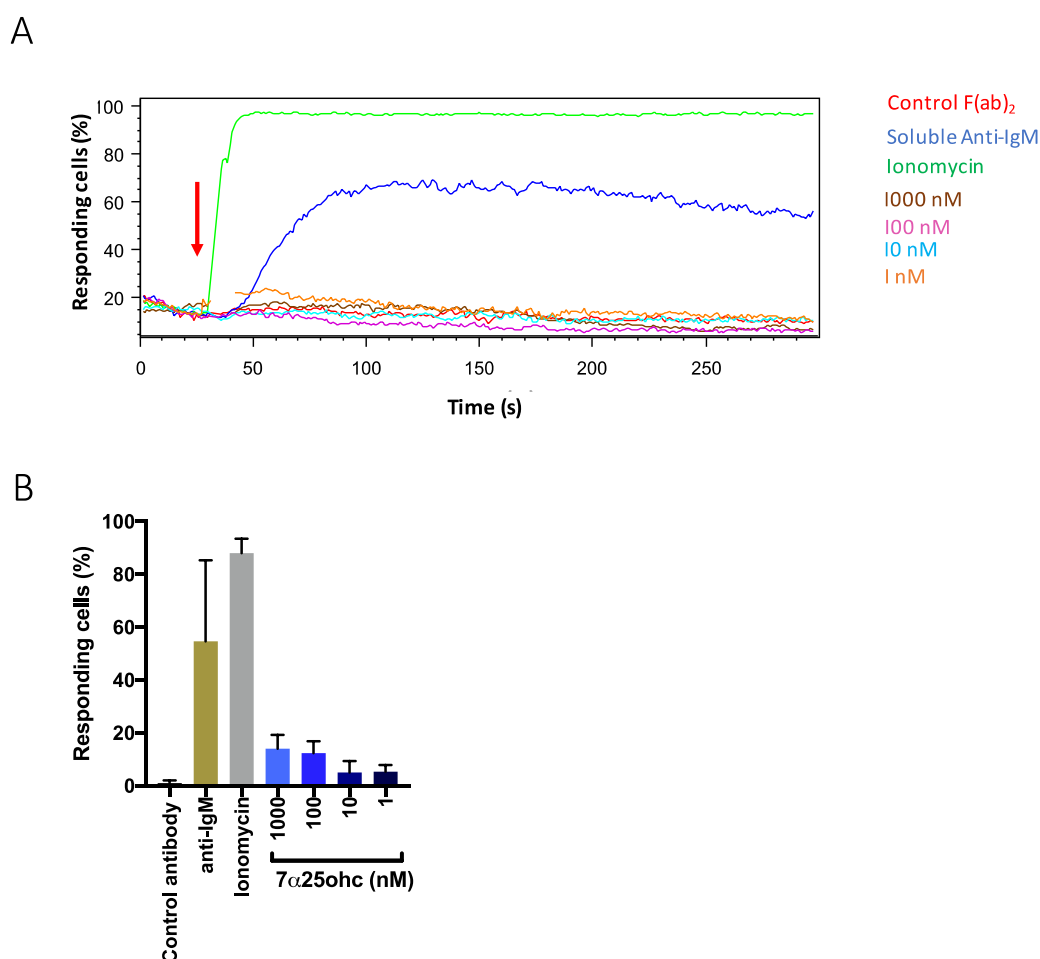 A
Responding cells (%)
100
80
60
40
20
0
50
100
150
200
250
Time (s)
Control F(ab)₂
Soluble Anti-IgM
Ionomycin
I000 nM
I00 nM
I0 nM
I nM
B
Responding cells (%)
100
80
60
40
20
0
Control antibody
anti-IgM
Ionomycin
1000
100
10
1
7α25ohc (nM)